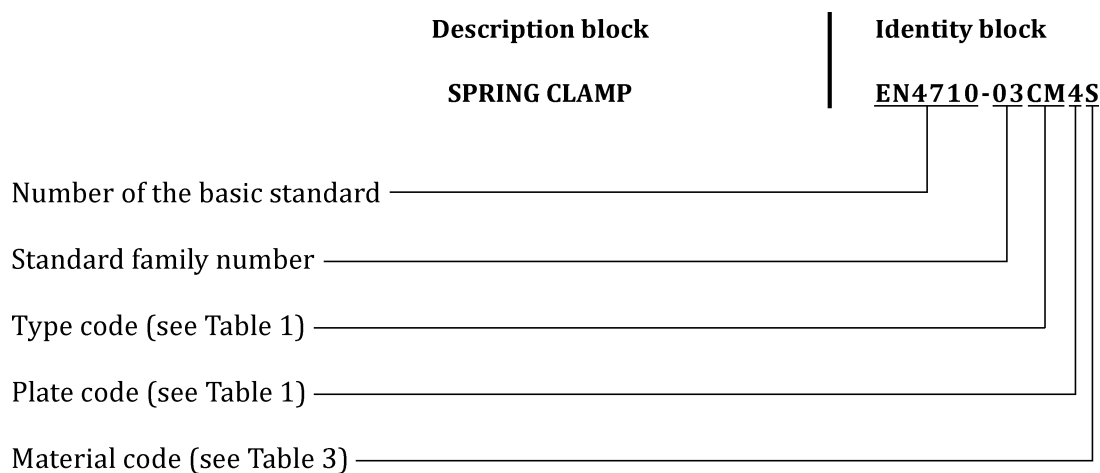 Description block
Identity block
SPRING CLAMP
EN4710-03CM4S
Number of the basic standard
Standard family number
Type code (see Table 1)
Plate code (see Table 1)
Material code (see Table 3)